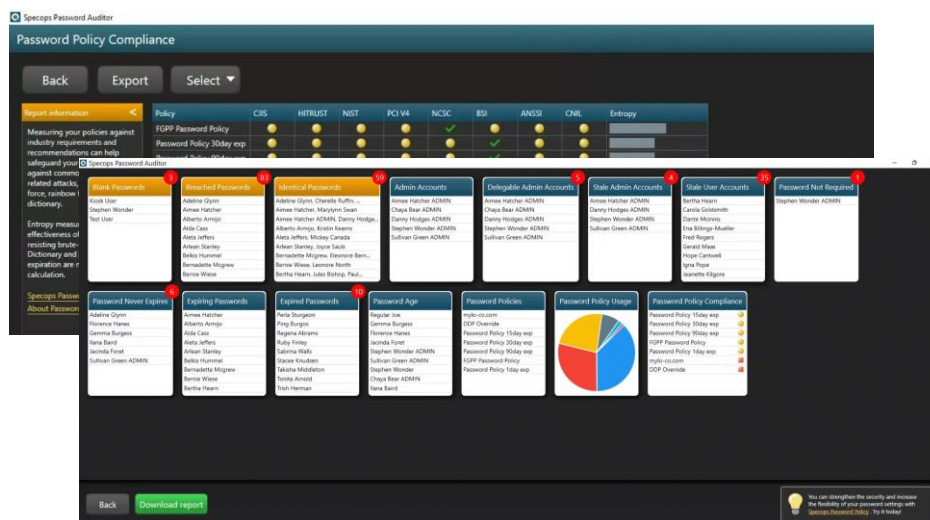 Specops Password Auditor
Password Policy Compliance
Back
Export
Select
Report information <
Measuring your policies against
industry requirements and
recommendations can help
safeguard your
against commo
related attacks,
force, rainbow
dictionary.
Entropy measu
effectiveness of
resisting brute-
Dictionary and
expiration are
calculation.
Specops Passw
About Passwor
Policy CJIS HITRUST NIST PCI V4 NCSC BSI ANSSI CNIL Entropy
FGPP Password Policy
Password Policy 30day exp
Specops Password Auditor
Blank Passwords 3
Kiosk User
Stephen Wonder
Test User
Breached Passwords 83
Adeline Glynn
Aimee Hatcher
Alberto Armijo
Alda Cass
Aleta Jeffers
Arlean Stanley
Belkis Hummel
Bernadette Mcgrew
Bernie Wiese
Identical Passwords 59
Adeline Glynn, Cherelle Ruffin, ...
Aimee Hatcher, Marylynn Swan
Aimee Hatcher ADMIN, Danny Hodge...
Alberto Armijo, Kristin Kearns
Aleta Jeffers, Mickey Canada
Arlean Stanley, Joyce Sauls
Bernadette Mcgrew, Eleonore Bern...
Bernie Wiese, Leonore North
Bertha Hearn, Jules Bishop, Paul...
Admin Accounts
Aimee Hatcher ADMIN
Chaya Bear ADMIN
Danny Hodges ADMIN
Stephen Wonder ADMIN
Sullivan Green ADMIN
Delegable Admin Accounts 5
Aimee Hatcher ADMIN
Chaya Bear ADMIN
Danny Hodges ADMIN
Stephen Wonder ADMIN
Sullivan Green ADMIN
Stale Admin Accounts 4
Aimee Hatcher ADMIN
Danny Hodges ADMIN
Stephen Wonder ADMIN
Sullivan Green ADMIN
Stale User Accounts 35
Bertha Hearn
Carola Goldsmith
Dante Mcinnis
Ena Billings-Mueller
Fred Rogers
Gerald Maas
Hope Cantwell
Igna Pope
Jeanette Kilgore
Password Not Required 1
Stephen Wonder ADMIN
Password Never Expires 6
Adeline Glynn
Florence Hanes
Gemma Burgess
Ilana Baird
Jacinda Foret
Sullivan Green ADMIN
Expiring Passwords
Aimee Hatcher
Alberto Armijo
Alda Cass
Aleta Jeffers
Arlean Stanley
Belkis Hummel
Bernadette Mcgrew
Bernie Wiese
Bertha Hearn
Expired Passwords 10
Perla Sturgeon
Ping Burgos
Regena Abrams
Ruby Finley
Sabrina Walls
Stacee Knudsen
Takisha Middleton
Tonita Arnold
Trish Herman
Password Age
Regular Joe
Gemma Burgess
Florence Hanes
Jacinda Foret
Stephen Wonder ADMIN
Sullivan Green ADMIN
Stephen Wonder
Chaya Bear ADMIN
Ilana Baird
Password Policies
mylo-co.com
DDP Override
Password Policy 15day exp
Password Policy 30day exp
Password Policy 90day exp
FGPP Password Policy
Password Policy 1day exp
Password Policy Usage
Password Policy Compliance
Password Policy 15day exp
Password Policy 30day exp
Password Policy 90day exp
FGPP Password Policy
Password Policy 1day exp
mylo-co.com
DDP Override
Back
Download report
You can strengthen the security and increase
the flexibility of your password settings with
Specops Password Policy. Try it today!